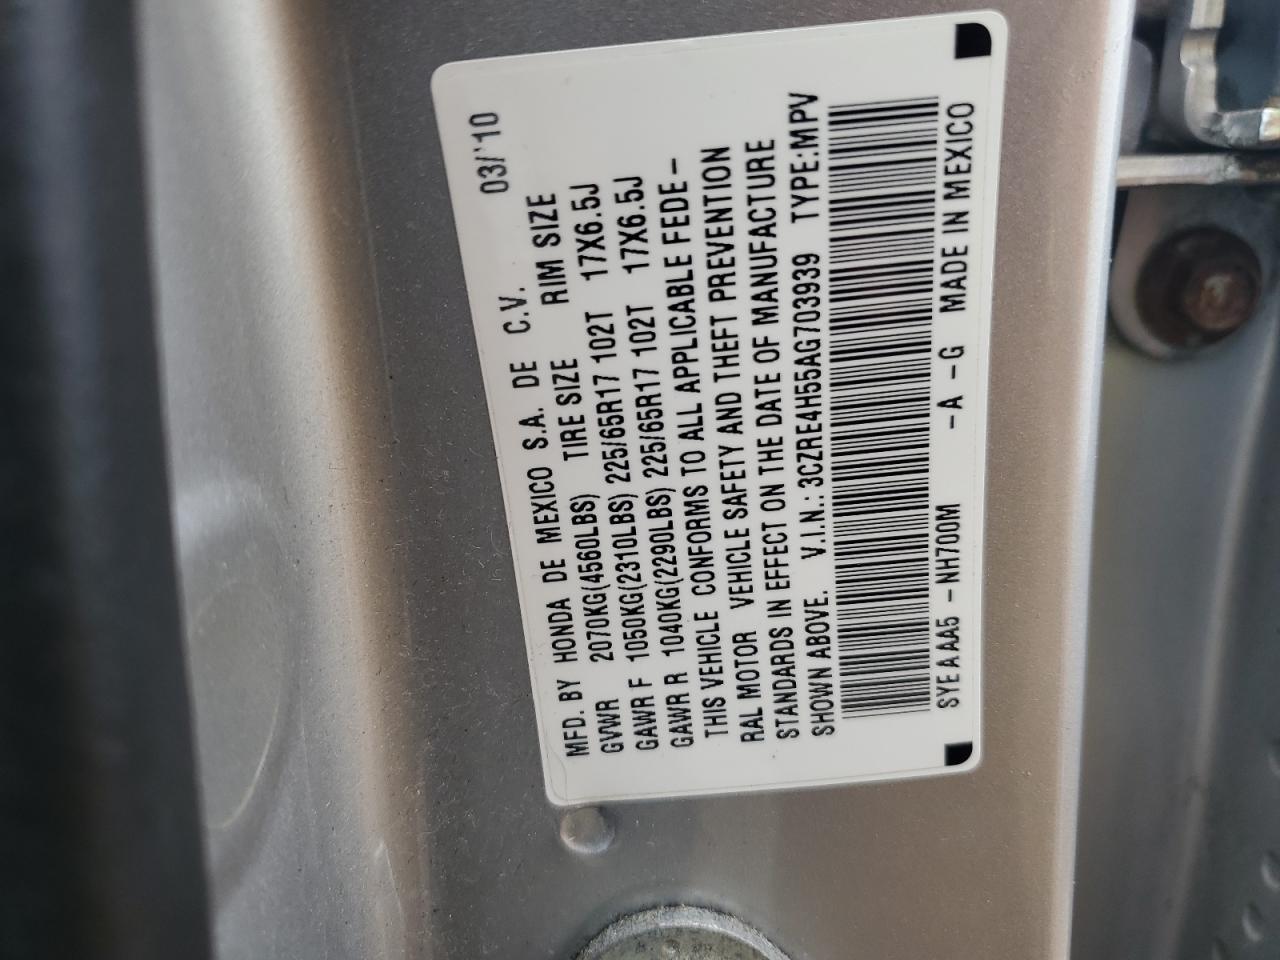 MFD. BY HONDA DE MEXICO S.A. DE C.V. 03/'10
GVWR 2070KG(4560LBS) TIRE SIZE RIM SIZE
GAWR F 1050KG(2310LBS) 225/65R17 102T 17X6.5J
GAWR R 1040KG(2290LBS) 225/65R17 102T 17X6.5J
THIS VEHICLE CONFORMS TO ALL APPLICABLE FEDE-
RAL MOTOR VEHICLE SAFETY AND THEFT PREVENTION
STANDARDS IN EFFECT ON THE DATE OF MANUFACTURE
SHOWN ABOVE. V.I.N.: 3CZRE4H55AG703939 TYPE:MPV
SYEAAA5 -NH700M -A -G MADE IN MEXICO